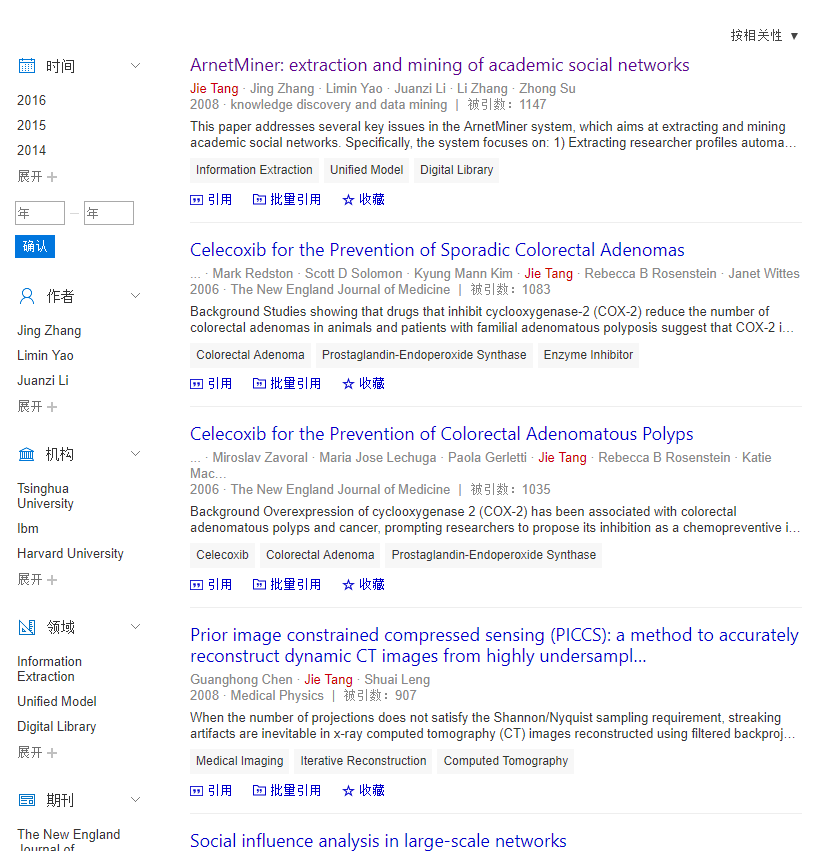 按相关性 ▼
时间
2016
2015
2014
展开 +
年 — 年
确认
作者
Jing Zhang
Limin Yao
Juanzi Li
展开 +
机构
Tsinghua
University
Ibm
Harvard University
展开 +
领域
Information
Extraction
Unified Model
Digital Library
展开 +
期刊
The New England
Journal of
ArnetMiner: extraction and mining of academic social networks
Jie Tang · Jing Zhang · Limin Yao · Juanzi Li · Li Zhang · Zhong Su
2008 · knowledge discovery and data mining | 被引数：1147
This paper addresses several key issues in the ArnetMiner system, which aims at extracting and mining
academic social networks. Specifically, the system focuses on: 1) Extracting researcher profiles automa...
Information Extraction Unified Model Digital Library
引用 批量引用 收藏
Celecoxib for the Prevention of Sporadic Colorectal Adenomas
... · Mark Redston · Scott D Solomon · Kyung Mann Kim · Jie Tang · Rebecca B Rosenstein · Janet Wittes
2006 · The New England Journal of Medicine | 被引数：1083
Background Studies showing that drugs that inhibit cyclooxygenase-2 (COX-2) reduce the number of
colorectal adenomas in animals and patients with familial adenomatous polyposis suggest that COX-2 i...
Colorectal Adenoma Prostaglandin-Endoperoxide Synthase Enzyme Inhibitor
引用 批量引用 收藏
Celecoxib for the Prevention of Colorectal Adenomatous Polyps
... · Miroslav Zavoral · Maria Jose Lechuga · Paola Gerletti · Jie Tang · Rebecca B Rosenstein · Katie
Mac...
2006 · The New England Journal of Medicine | 被引数：1035
Background Overexpression of cyclooxygenase 2 (COX-2) has been associated with colorectal
adenomatous polyps and cancer, prompting researchers to propose its inhibition as a chemopreventive i...
Celecoxib Colorectal Adenoma Prostaglandin-Endoperoxide Synthase
引用 批量引用 收藏
Prior image constrained compressed sensing (PICCS): a method to accurately
reconstruct dynamic CT images from highly undersampl...
Guanghong Chen · Jie Tang · Shuai Leng
2008 · Medical Physics | 被引数：907
When the number of projections does not satisfy the Shannon/Nyquist sampling requirement, streaking
artifacts are inevitable in x-ray computed tomography (CT) images reconstructed using filtered backproj...
Medical Imaging Iterative Reconstruction Computed Tomography
引用 批量引用 收藏
Social influence analysis in large-scale networks